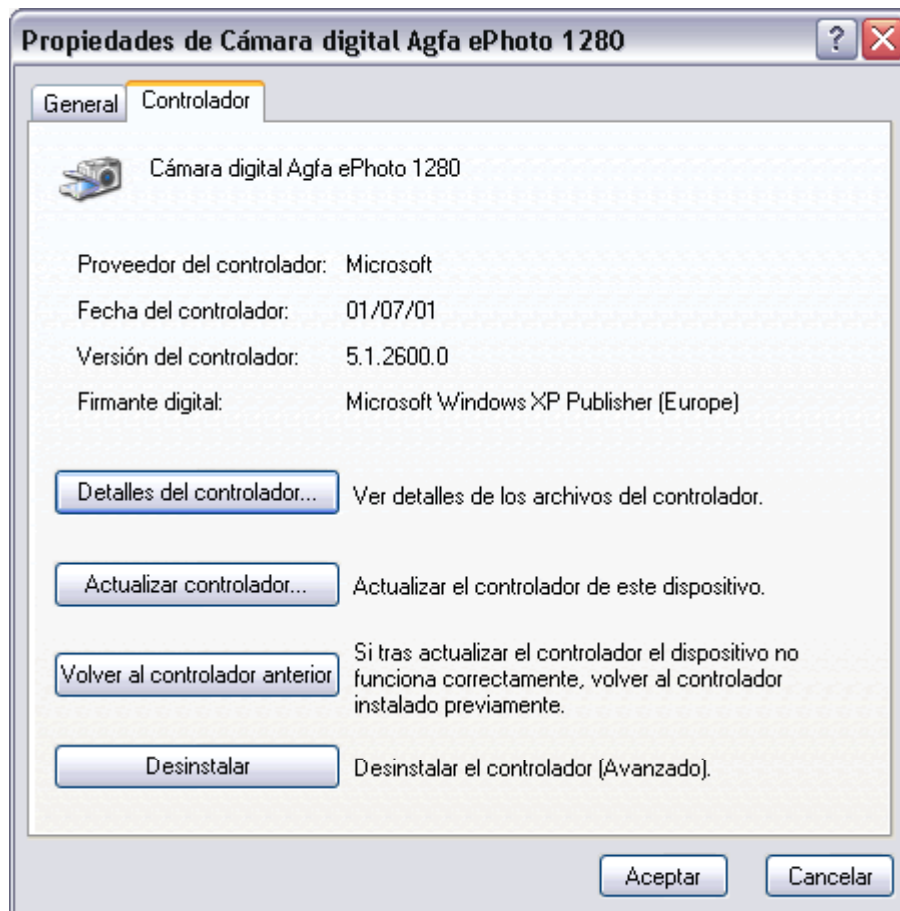 Propiedades de Cámara digital Agfa ePhoto 1280
General
Controlador
Cámara digital Agfa ePhoto 1280
Proveedor del controlador: Microsoft
Fecha del controlador: 01/07/01
Versión del controlador: 5.1.2600.0
Firmante digital: Microsoft Windows XP Publisher (Europe)
Detalles del controlador... Ver detalles de los archivos del controlador.
Actualizar controlador... Actualizar el controlador de este dispositivo.
Volver al controlador anterior
Si tras actualizar el controlador el dispositivo no
funciona correctamente, volver al controlador
instalado previamente.
Desinstalar Desinstalar el controlador (Avanzado).
Aceptar Cancelar